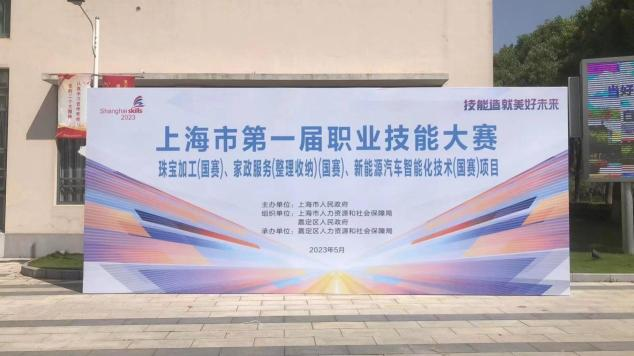 Shanghai skills
2023
技能造就美好未来
上海市第一届职业技能大赛
珠宝加工(国赛)、家政服务(整理收纳)(国赛)、新能源汽车智能化技术(国赛)项目
主办单位：上海市人民政府
组织单位：上海市人力资源和社会保障局
嘉定区人民政府
承办单位：嘉定区人力资源和社会保障局
2023年5月
当好